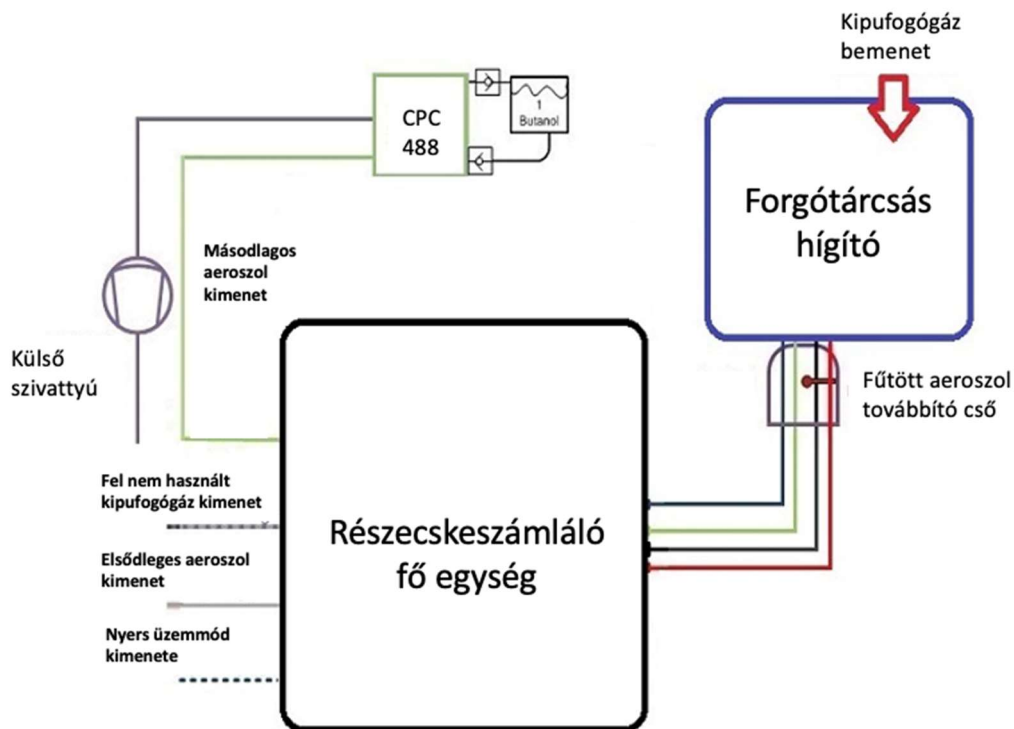 Kipufogógáz
bemenet
CPC
488
1
Butanol
Forgótárcsás
hígító
Másodlagos
aeroszol
kimenet
Külső
szivattyú
Fűtött aeroszol
továbbító cső
Fel nem használt
kipufogógáz kimenet
Részecskeszámláló
fő egység
Elsődleges aeroszol
kimenet
Nyers üzemmód
kimenete